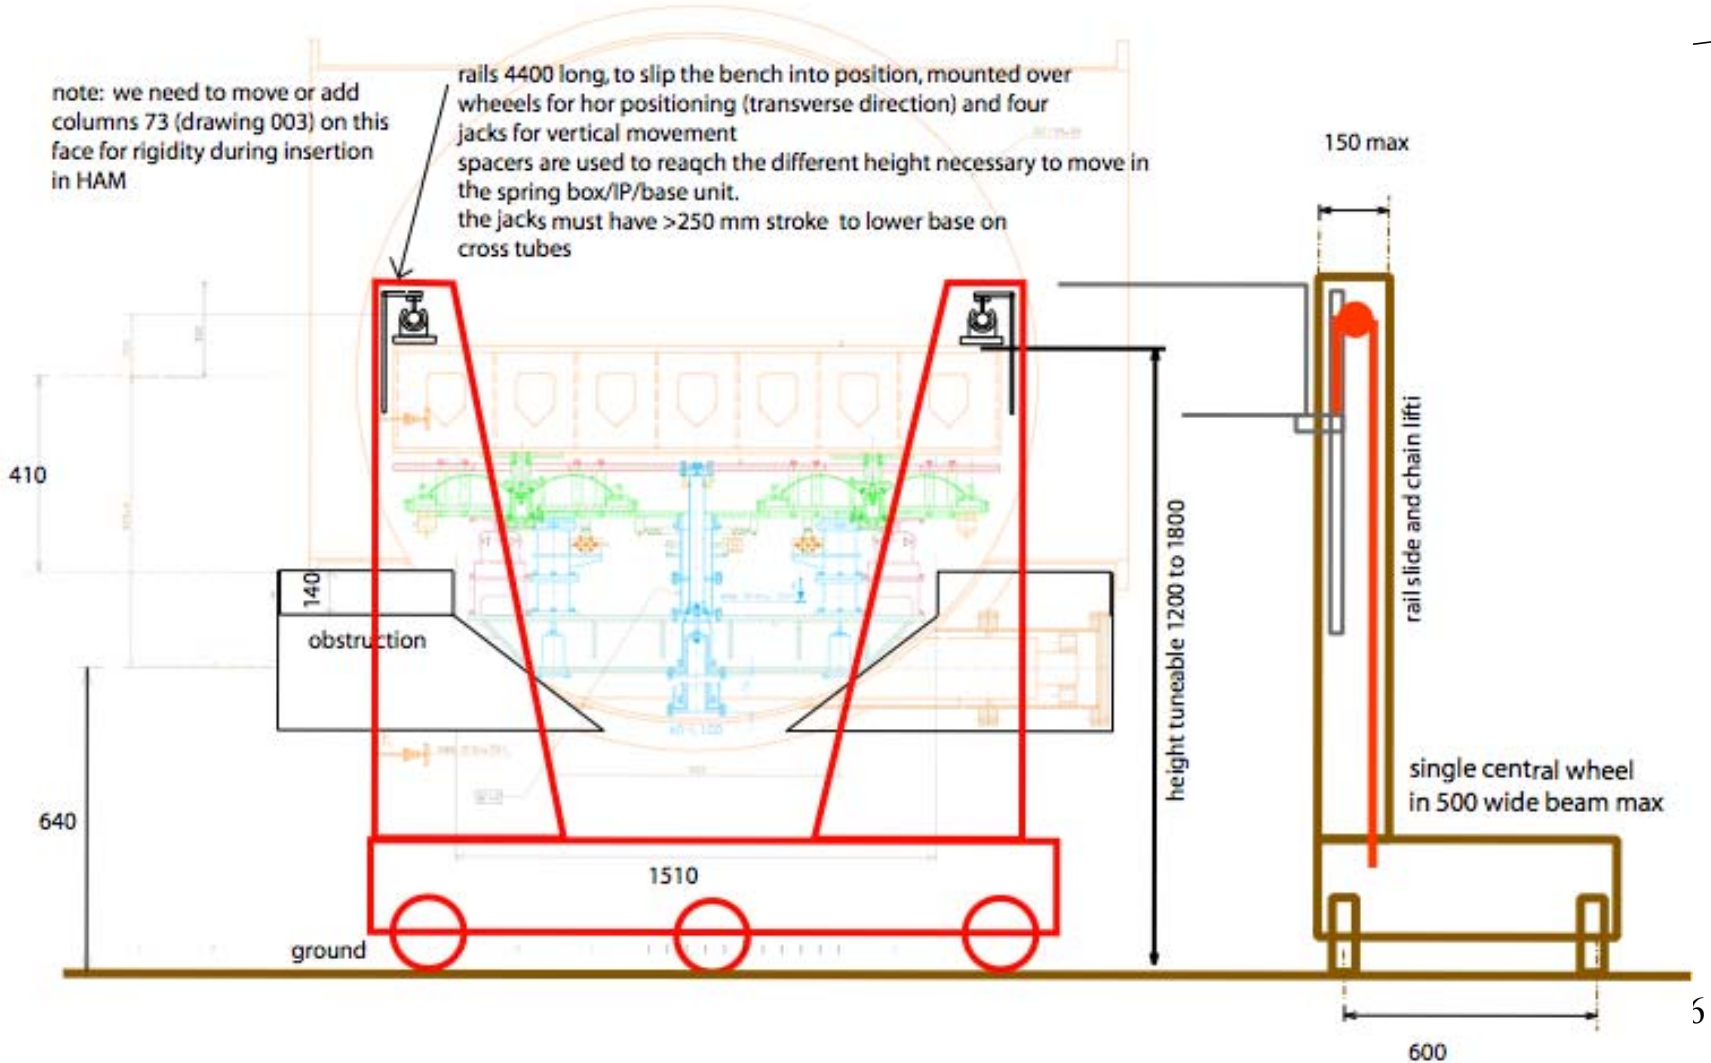 note: we need to move or add
columns 73 (drawing 003) on this
face for rigidity during insertion
in HAM
rails 4400 long, to slip the bench into position, mounted over
wheeels for hor positioning (transverse direction) and four
jacks for vertical movement
spacers are used to reaqch the different height necessary to move in
the spring box/IP/base unit.
the jacks must have >250 mm stroke to lower base on
cross tubes
150 max
410
140
obstruction
height tuneable 1200 to 1800
rail slide and chain lifti
640
1510
single central wheel
in 500 wide beam max
ground
6
600